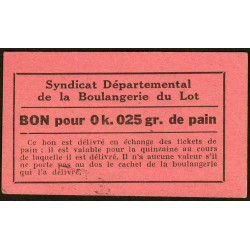 Syndicat Départemental
de la Boulangerie du Lot
BON pour 0 k. 025 gr. de pain
Ce bon est délivré en échange des tickets de
pain ; il est valable pour la quinzaine au cours
de laquelle il est délivré. Il n'a aucune valeur s'il
ne porte pas au dos le cachet de la boulangerie
qui l'a délivré.